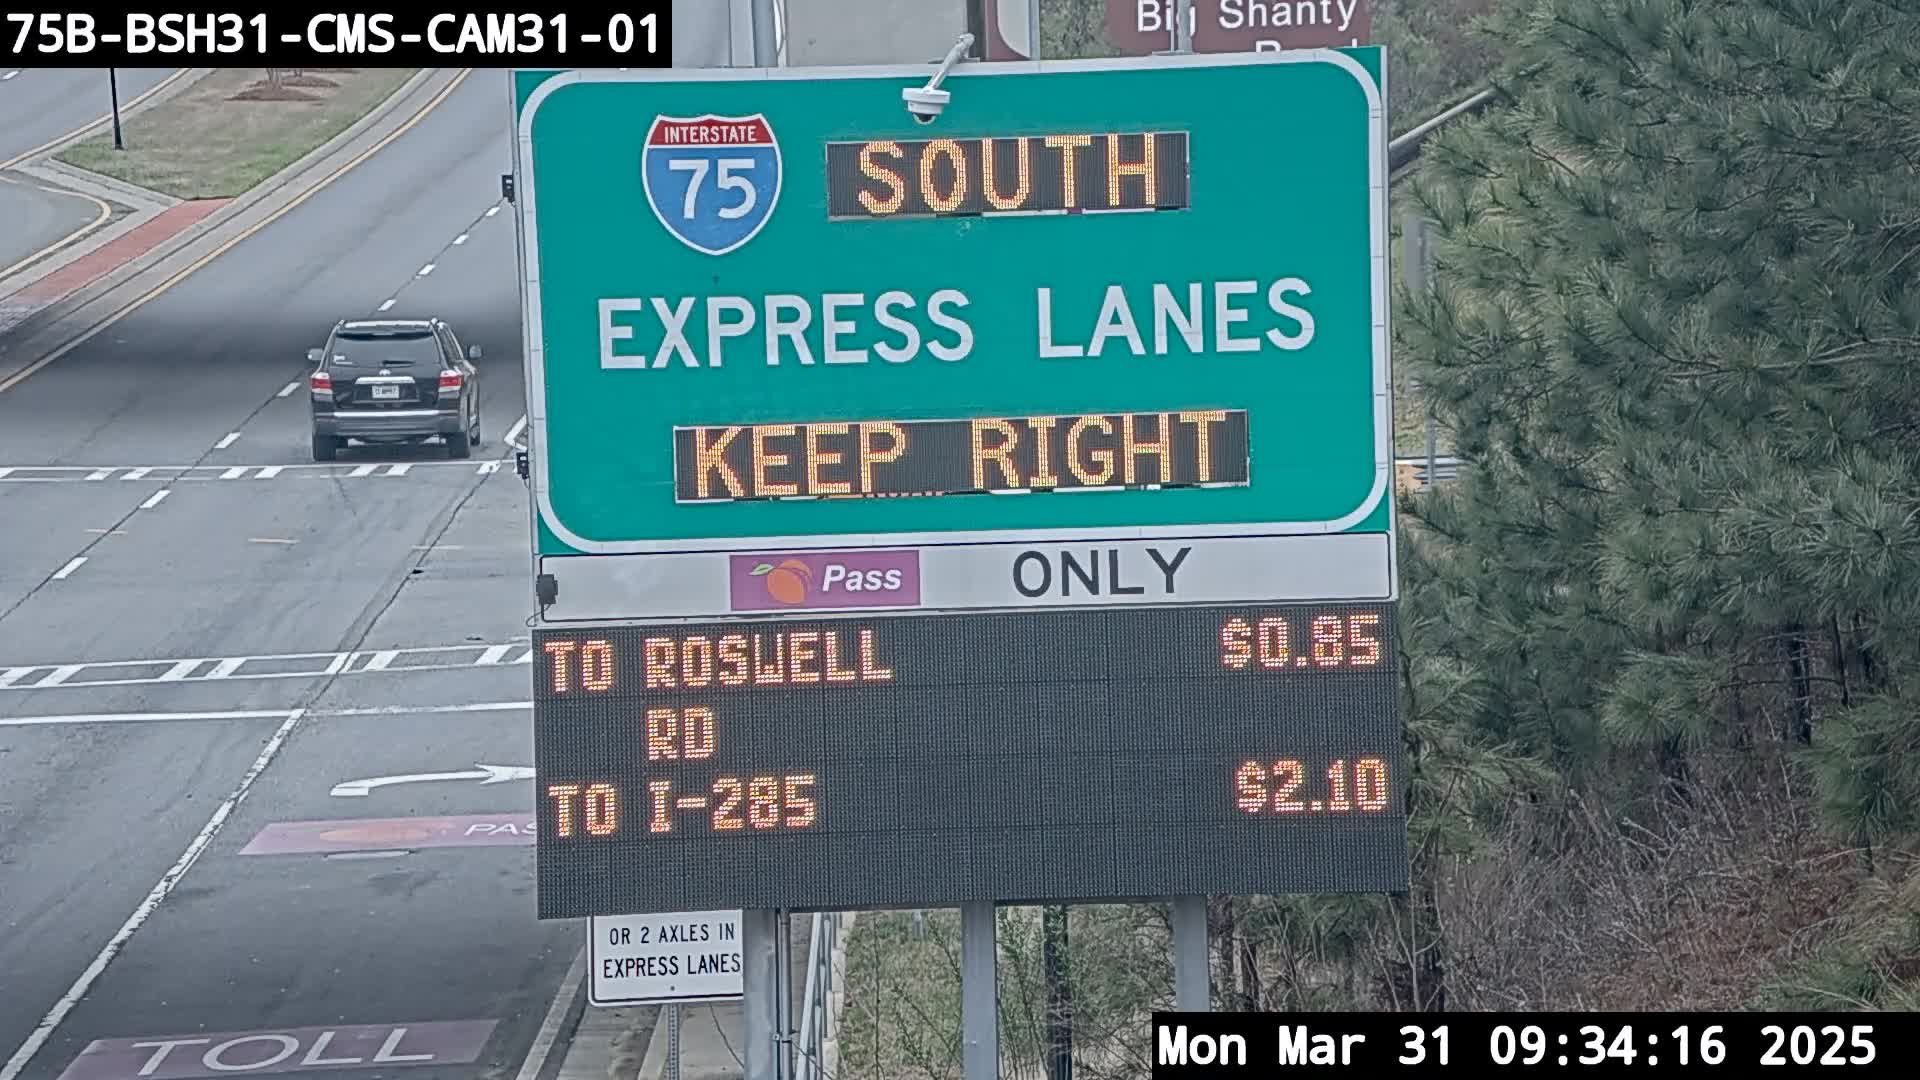 75B-BSH31-CMS-CAM31-01
Big Shanty
Road
INTERSTATE
75
SOUTH
EXPRESS LANES
KEEP RIGHT
Pass ONLY
TO ROSWELL $0.85
RD
TO I-285 $2.10
OR 2 AXLES IN
EXPRESS LANES
TOLL
Mon Mar 31 09:34:16 2025